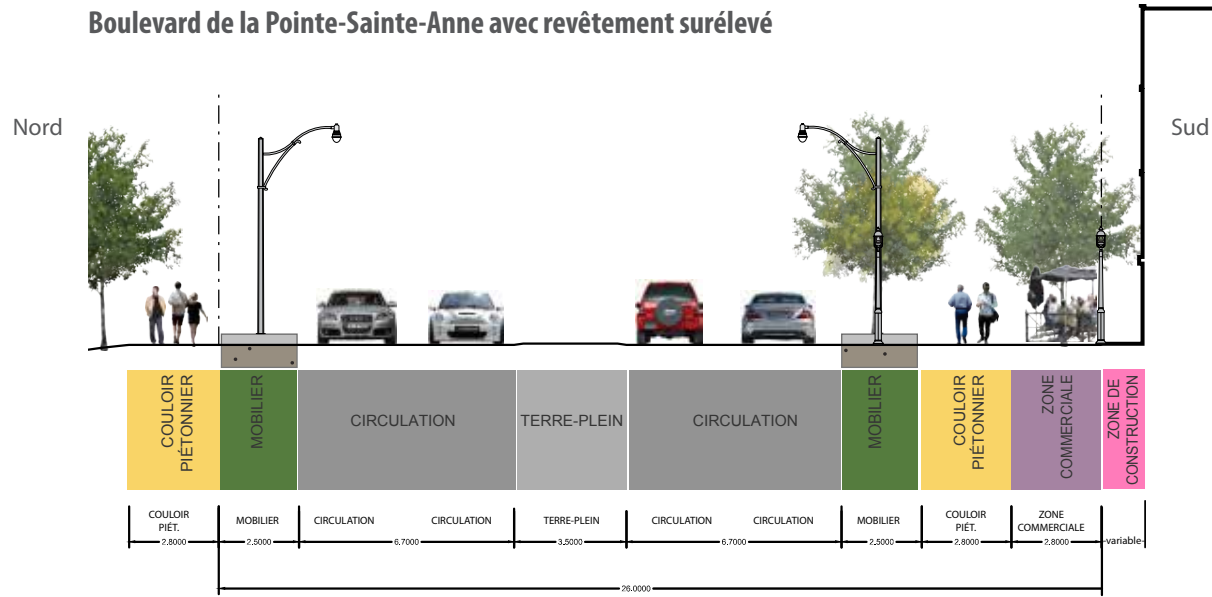 Boulevard de la Pointe-Sainte-Anne avec revêtement surélevé
Nord
Sud
COULOIR
PIÉTONNIER
MOBILIER
CIRCULATION
TERRE-PLEIN
CIRCULATION
MOBILIER
COULOIR
PIÉTONNIER
ZONE
COMMERCIALE
ZONE DE
CONSTRUCTION
COULOIR
PIÉT.
MOBILIER
CIRCULATION
CIRCULATION
TERRE-PLEIN
CIRCULATION
CIRCULATION
MOBILIER
COULOIR
PIÉT.
ZONE
COMMERCIALE
2.8000
2.5000
6.7000
3.5000
6.7000
2.5000
2.8000
2.8000
variable
26.0000